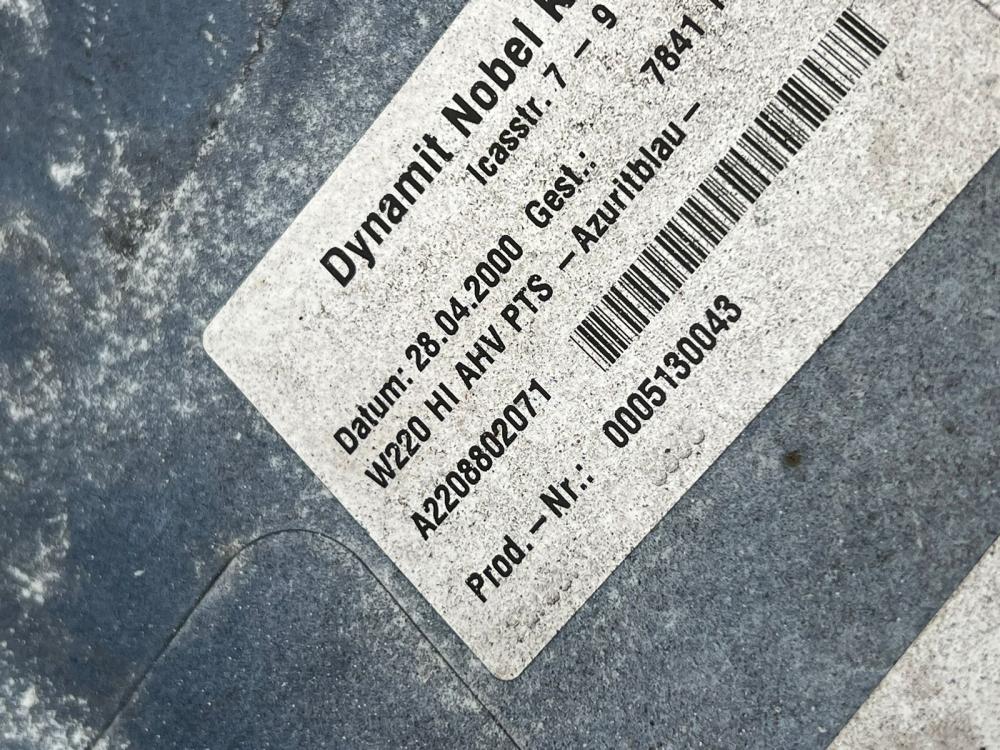 Dynamit Nobel K
Icasstr. 7 – 9
7841
Datum: 28.04.2000 Gest.:
W220 HI AHV PTS – Azuritblau –
A2208802071
Prod. – Nr.: 0005130043